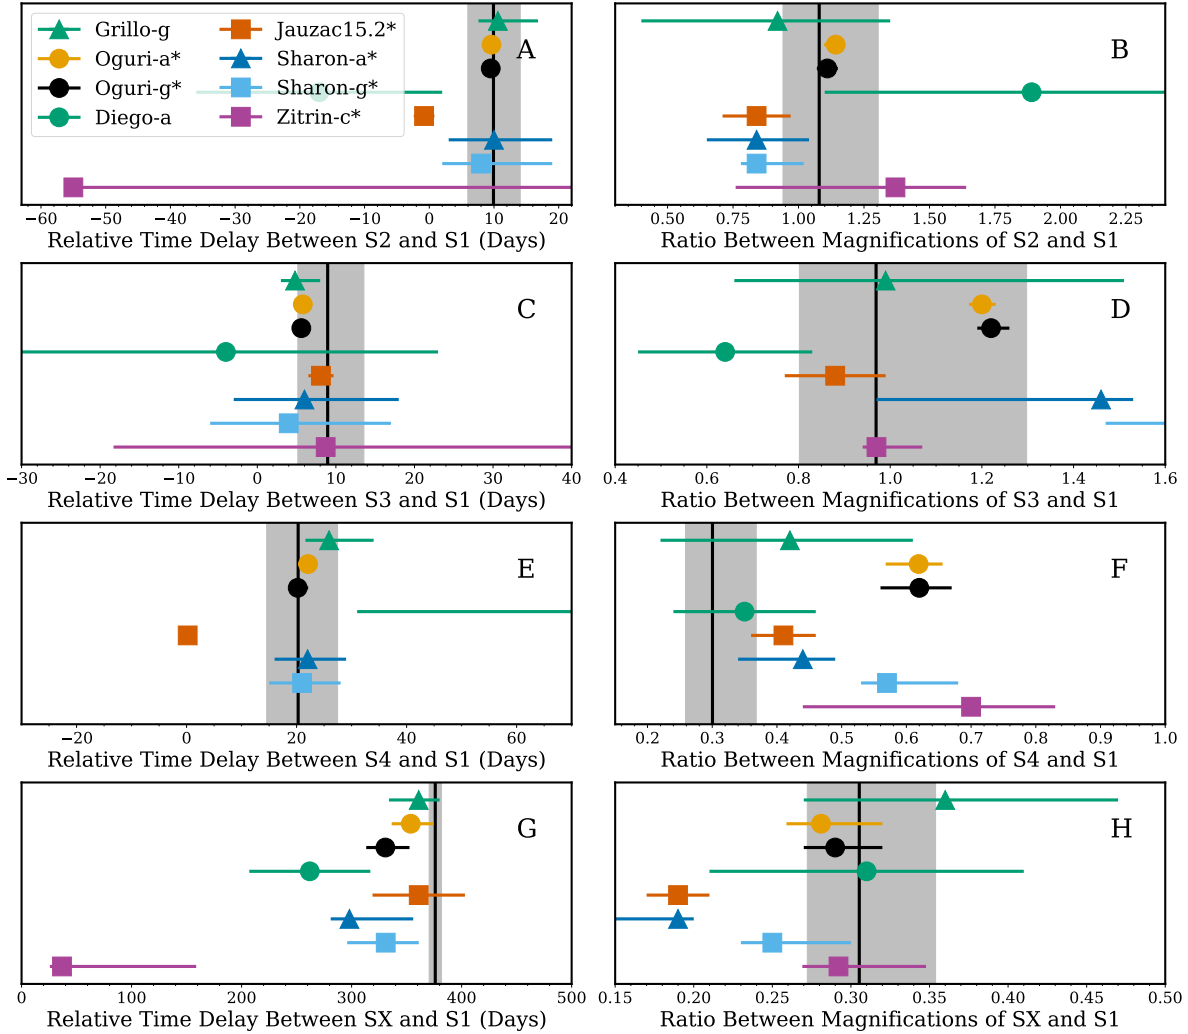 Grillo-g
Oguri-a*
Oguri-g*
Diego-a
Jauzac15.2*
Sharon-a*
Sharon-g*
Zitrin-c*
A
−60 −50 −40 −30 −20 −10 0 10 20
Relative Time Delay Between S2 and S1 (Days)
B
0.50 0.75 1.00 1.25 1.50 1.75 2.00 2.25
Ratio Between Magnifications of S2 and S1
C
−30 −20 −10 0 10 20 30 40
Relative Time Delay Between S3 and S1 (Days)
D
0.4 0.6 0.8 1.0 1.2 1.4 1.6
Ratio Between Magnifications of S3 and S1
E
−20 0 20 40 60
Relative Time Delay Between S4 and S1 (Days)
F
0.2 0.3 0.4 0.5 0.6 0.7 0.8 0.9 1.0
Ratio Between Magnifications of S4 and S1
G
0 100 200 300 400 500
Relative Time Delay Between SX and S1 (Days)
H
0.15 0.20 0.25 0.30 0.35 0.40 0.45 0.50
Ratio Between Magnifications of SX and S1